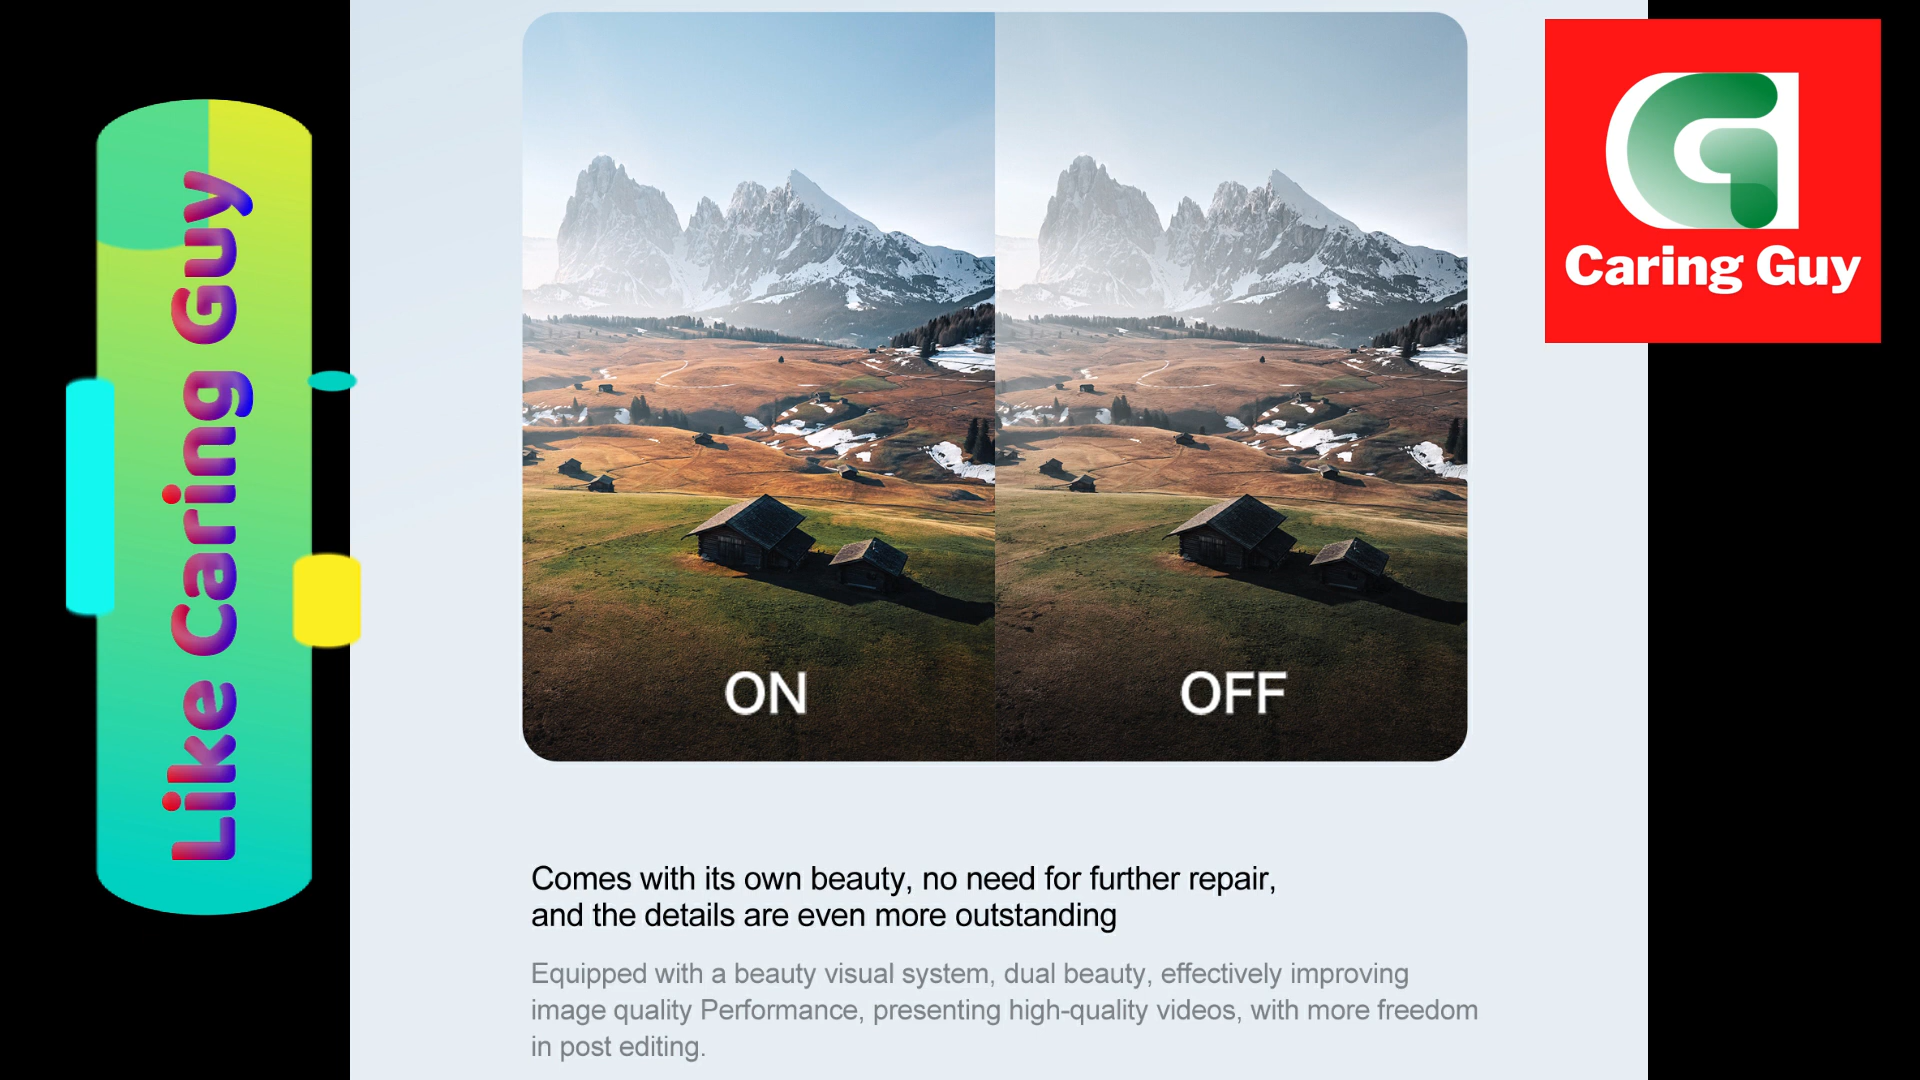 Like Caring Guy
Caring Guy
ON
OFF
Comes with its own beauty, no need for further repair,
and the details are even more outstanding
Equipped with a beauty visual system, dual beauty, effectively improving
image quality Performance, presenting high-quality videos, with more freedom
in post editing.